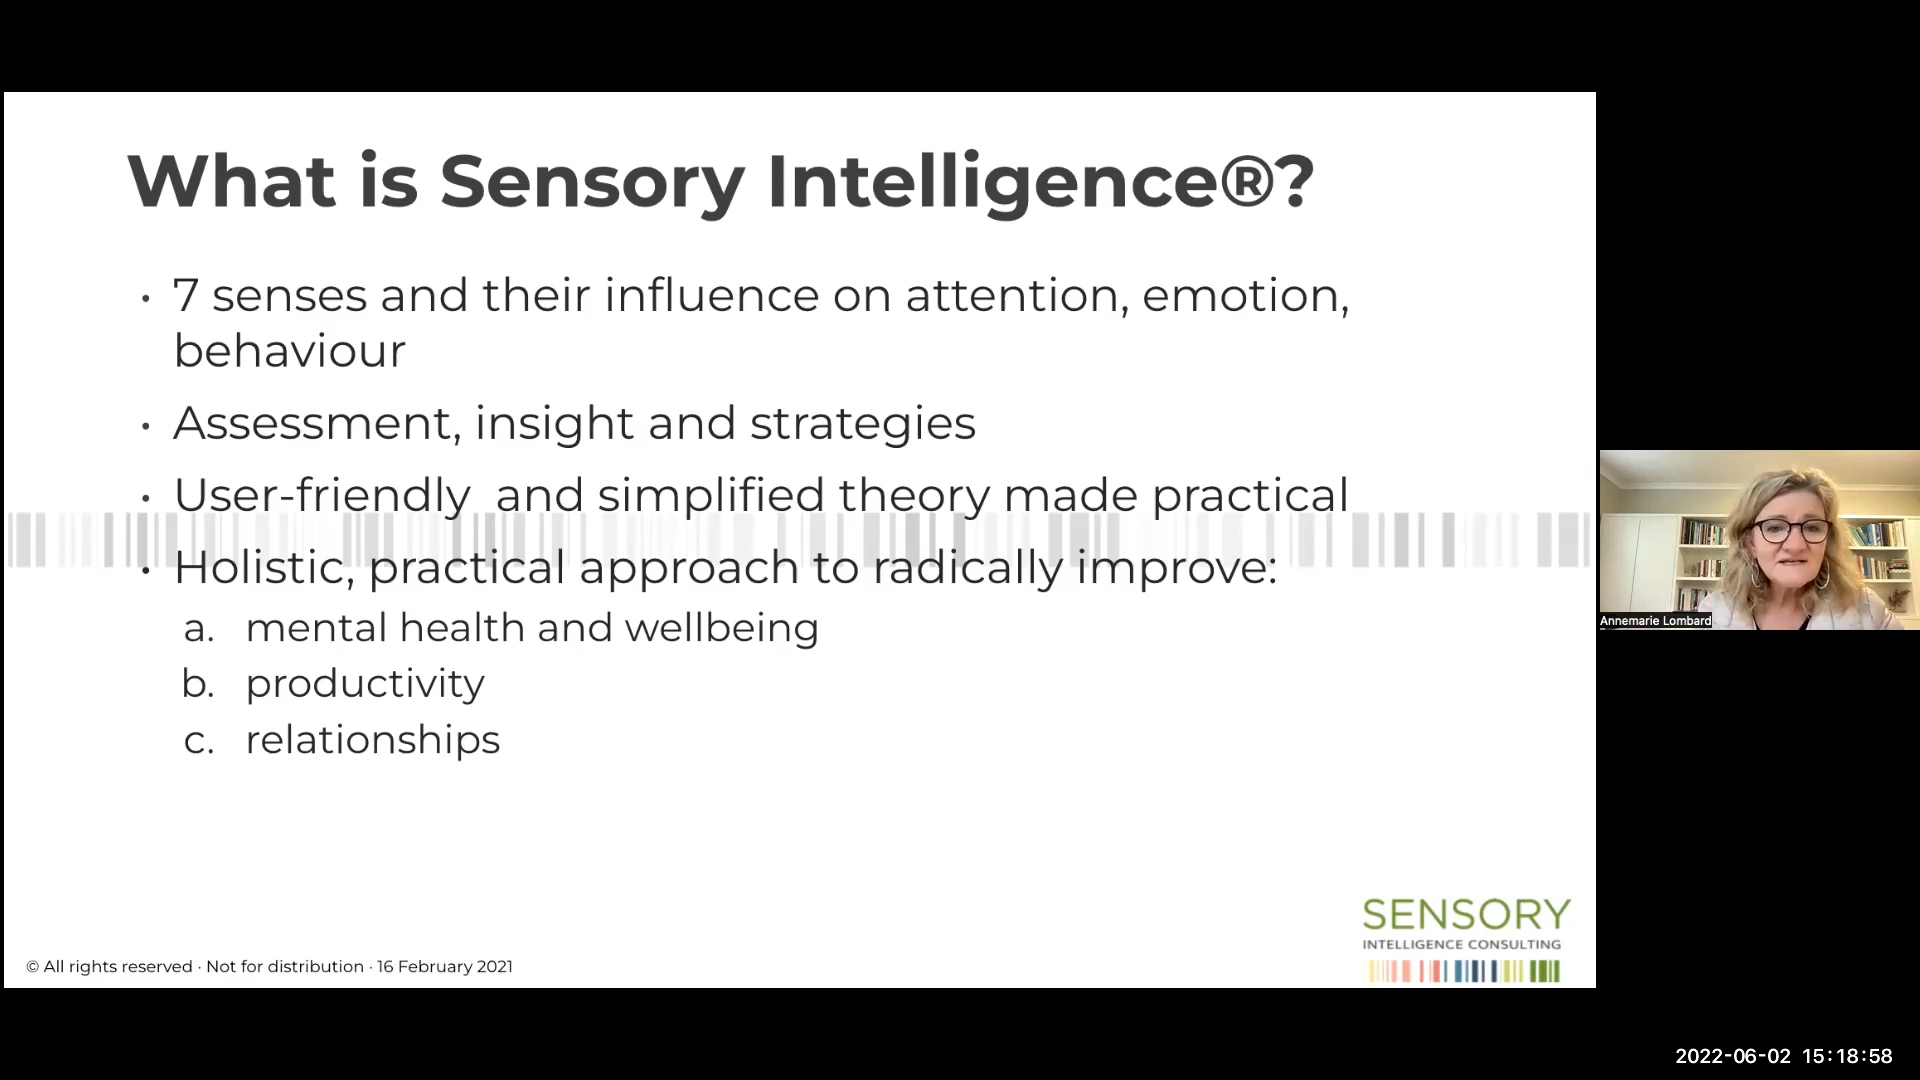 What is Sensory Intelligence®?
• 7 senses and their influence on attention, emotion,
behaviour
• Assessment, insight and strategies
• User-friendly  and simplified theory made practical
• Holistic, practical approach to radically improve:
a. mental health and wellbeing
b. productivity
c. relationships
Annemarie Lombard
SENSORY
INTELLIGENCE CONSULTING
© All rights reserved · Not for distribution · 16 February 2021
2022-06-02 15:18:58